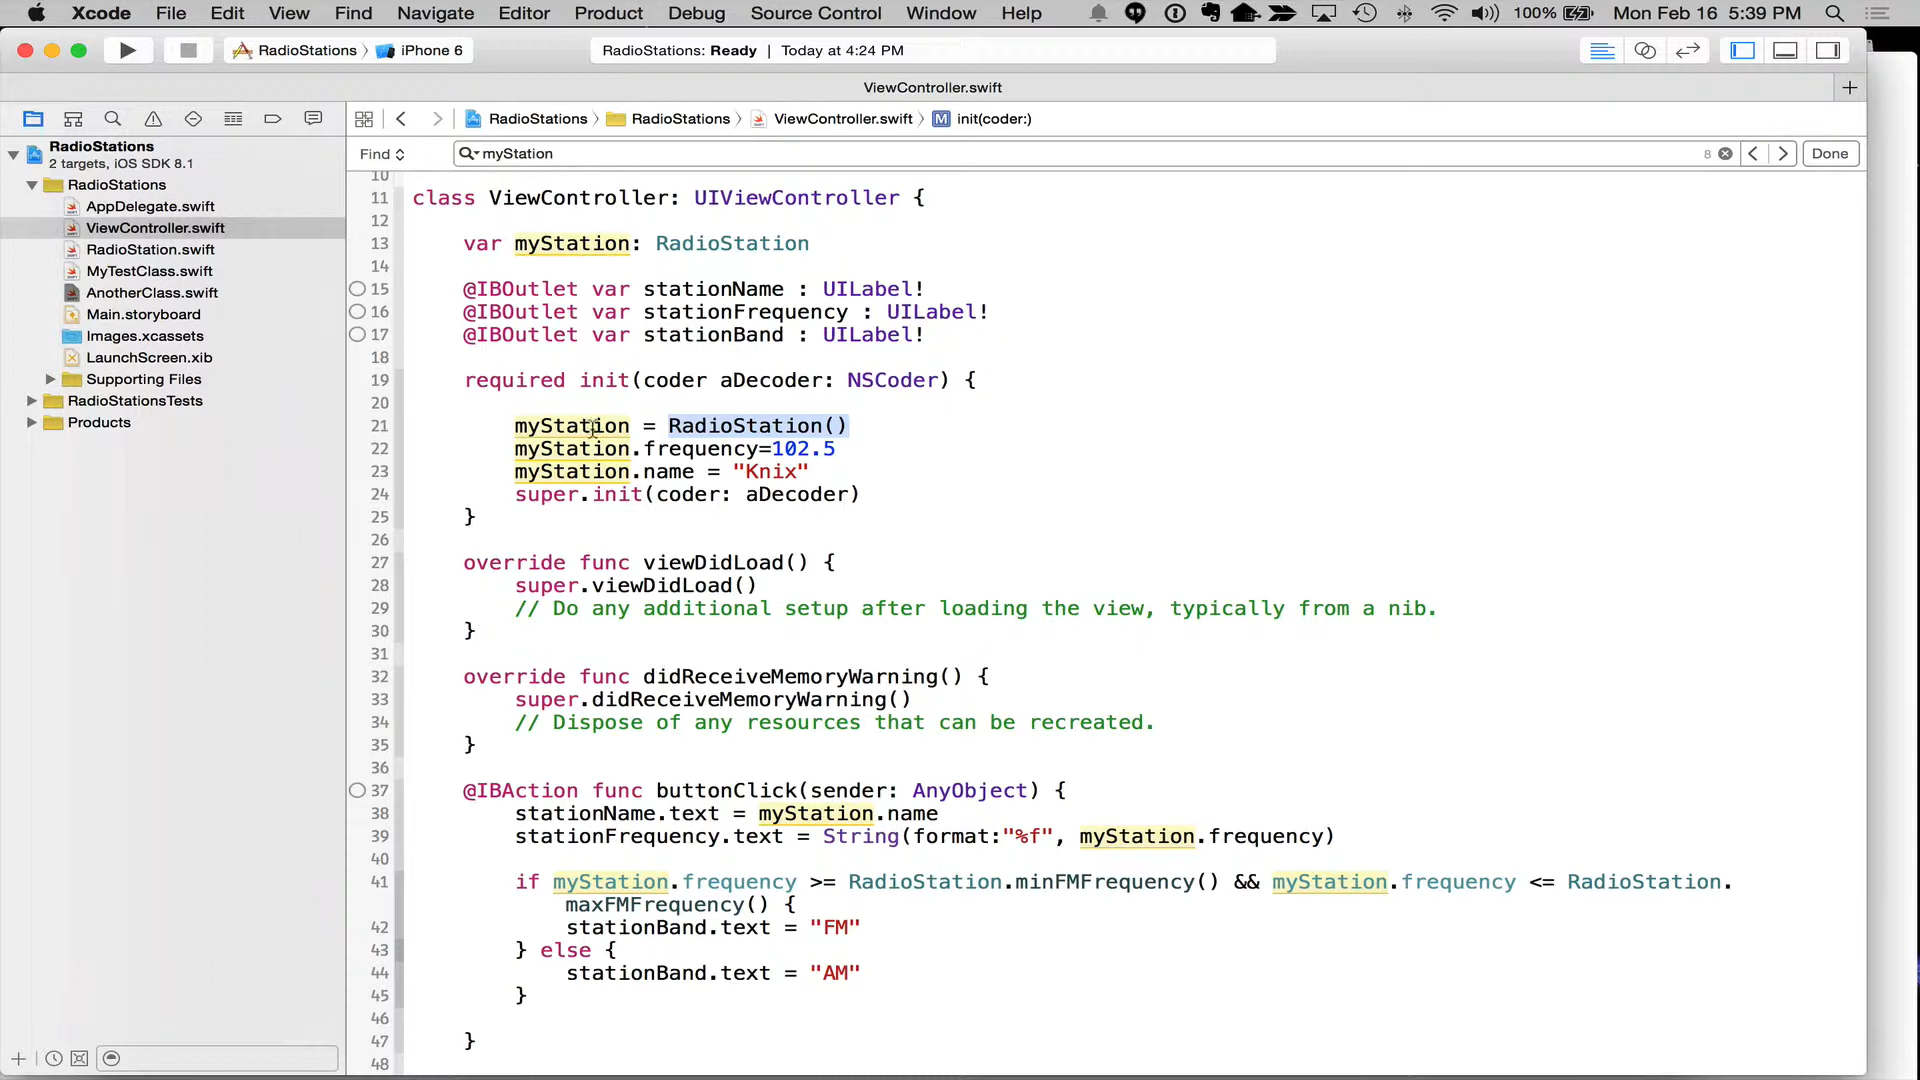 Xcode File Edit View Find Navigate Editor Product Debug Source Control Window Help 100% Mon Feb 16 5:39 PM
RadioStations iPhone 6 RadioStations: Ready | Today at 4:24 PM
ViewController.swift
RadioStations RadioStations ViewController.swift M init(coder:)
Find myStation 8 Done
RadioStations
2 targets, iOS SDK 8.1
RadioStations
AppDelegate.swift
ViewController.swift
RadioStation.swift
MyTestClass.swift
AnotherClass.swift
Main.storyboard
Images.xcassets
LaunchScreen.xib
Supporting Files
RadioStationsTests
Products
10
11 class ViewController: UIViewController {
12
13 var myStation: RadioStation
14
15 @IBOutlet var stationName : UILabel!
16 @IBOutlet var stationFrequency : UILabel!
17 @IBOutlet var stationBand : UILabel!
18
19 required init(coder aDecoder: NSCoder) {
20
21 myStation = RadioStation()
22 myStation.frequency=102.5
23 myStation.name = "Knix"
24 super.init(coder: aDecoder)
25 }
26
27 override func viewDidLoad() {
28 super.viewDidLoad()
29 // Do any additional setup after loading the view, typically from a nib.
30 }
31
32 override func didReceiveMemoryWarning() {
33 super.didReceiveMemoryWarning()
34 // Dispose of any resources that can be recreated.
35 }
36
37 @IBAction func buttonClick(sender: AnyObject) {
38 stationName.text = myStation.name
39 stationFrequency.text = String(format:"%f", myStation.frequency)
40
41 if myStation.frequency >= RadioStation.minFMFrequency() && myStation.frequency <= RadioStation.
maxFMFrequency() {
42 stationBand.text = "FM"
43 } else {
44 stationBand.text = "AM"
45 }
46
47 }
48